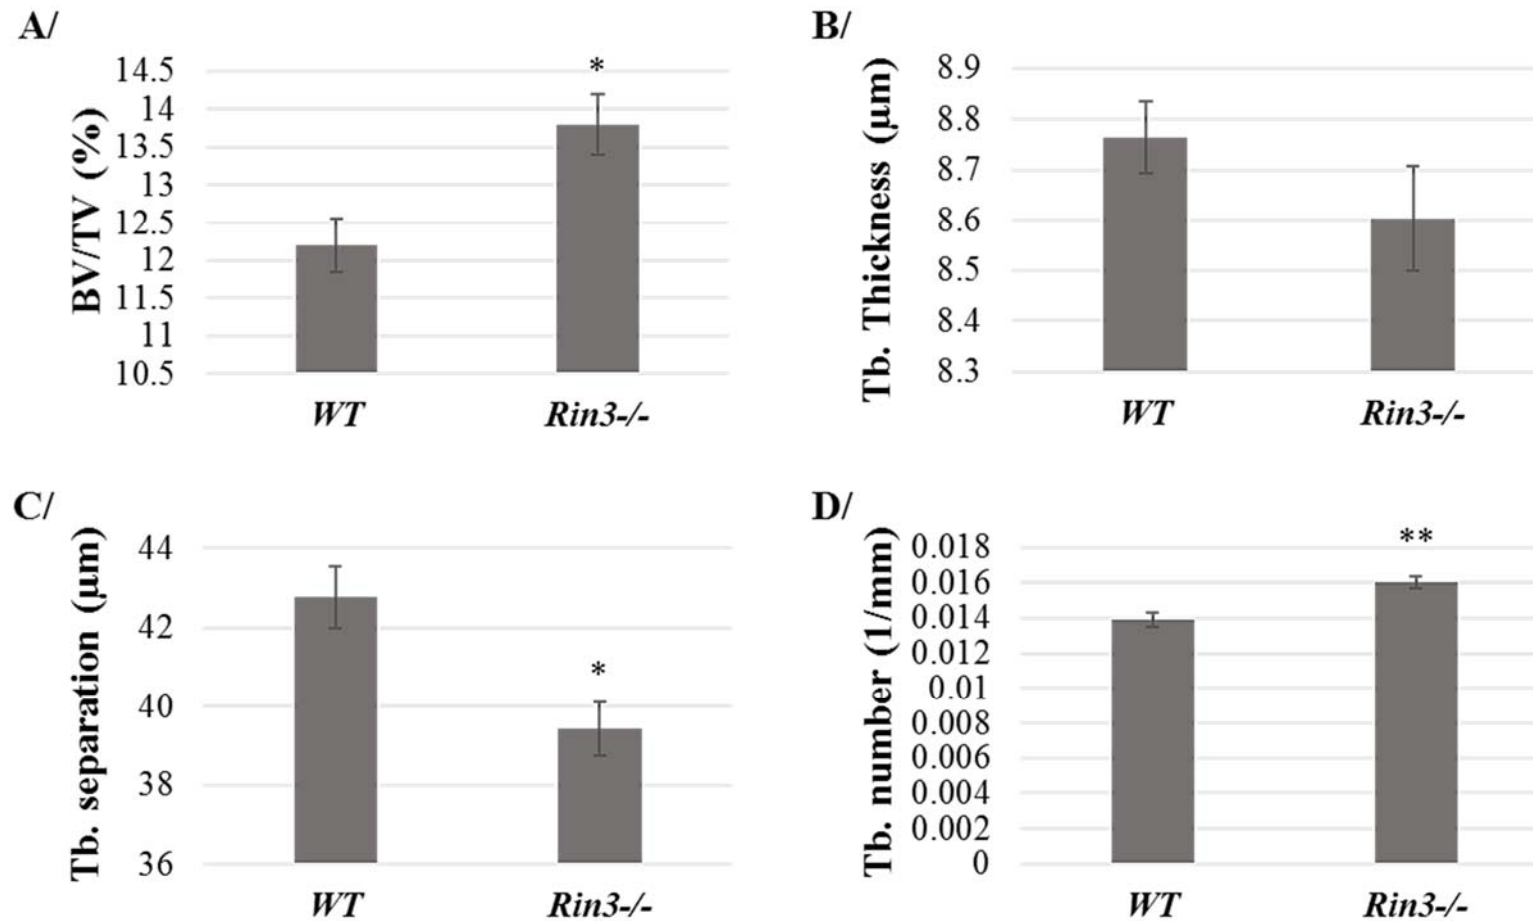 A/
BV/TV (%)
14.5
14
13.5
13
12.5
12
11.5
11
10.5
*
WT
Rin3-/-
B/
Tb. Thickness (µm)
8.9
8.8
8.7
8.6
8.5
8.4
8.3
WT
Rin3-/-
C/
Tb. separation (µm)
44
42
40
38
36
*
WT
Rin3-/-
D/
Tb. number (1/mm)
0.018
0.016
0.014
0.012
0.01
0.008
0.006
0.004
0.002
0
**
WT
Rin3-/-